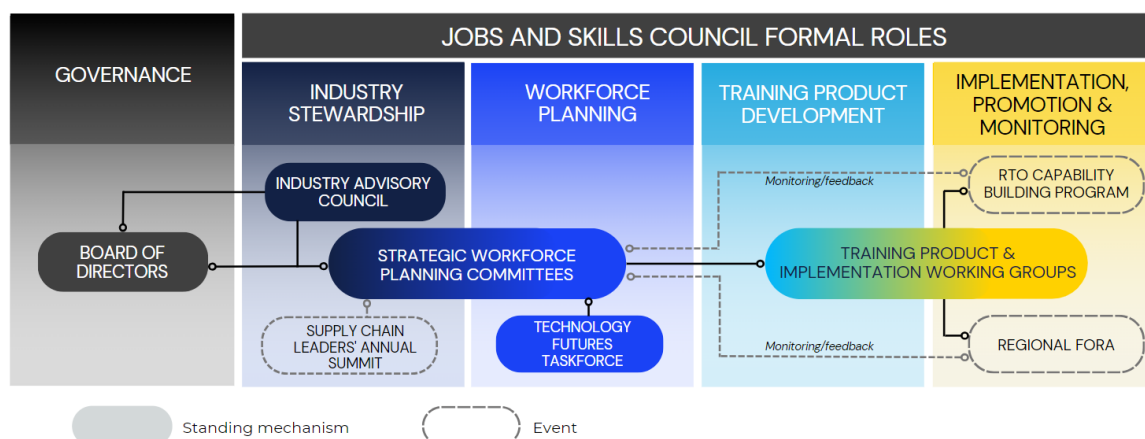 JOBS AND SKILLS COUNCIL FORMAL ROLES
GOVERNANCE
INDUSTRY
STEWARDSHIP
WORKFORCE
PLANNING
TRAINING PRODUCT
DEVELOPMENT
IMPLEMENTATION,
PROMOTION &
MONITORING
INDUSTRY ADVISORY
COUNCIL
Monitoring/feedback
RTO CAPABILITY
BUILDING PROGRAM
BOARD OF
DIRECTORS
STRATEGIC WORKFORCE
PLANNING COMMITTEES
TRAINING PRODUCT &
IMPLEMENTATION WORKING GROUPS
SUPPLY CHAIN
LEADERS' ANNUAL
SUMMIT
TECHNOLOGY
FUTURES
TASKFORCE
Monitoring/feedback
REGIONAL FORA
Standing mechanism
Event